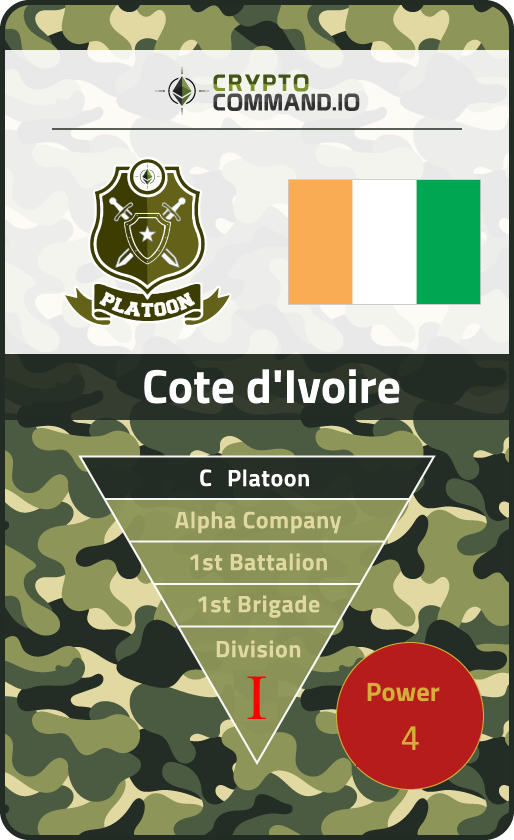 CRYPTO
COMMAND.IO
PLATOON
Cote d'Ivoire
C Platoon
Alpha Company
1st Battalion
1st Brigade
Division
I
Power
4